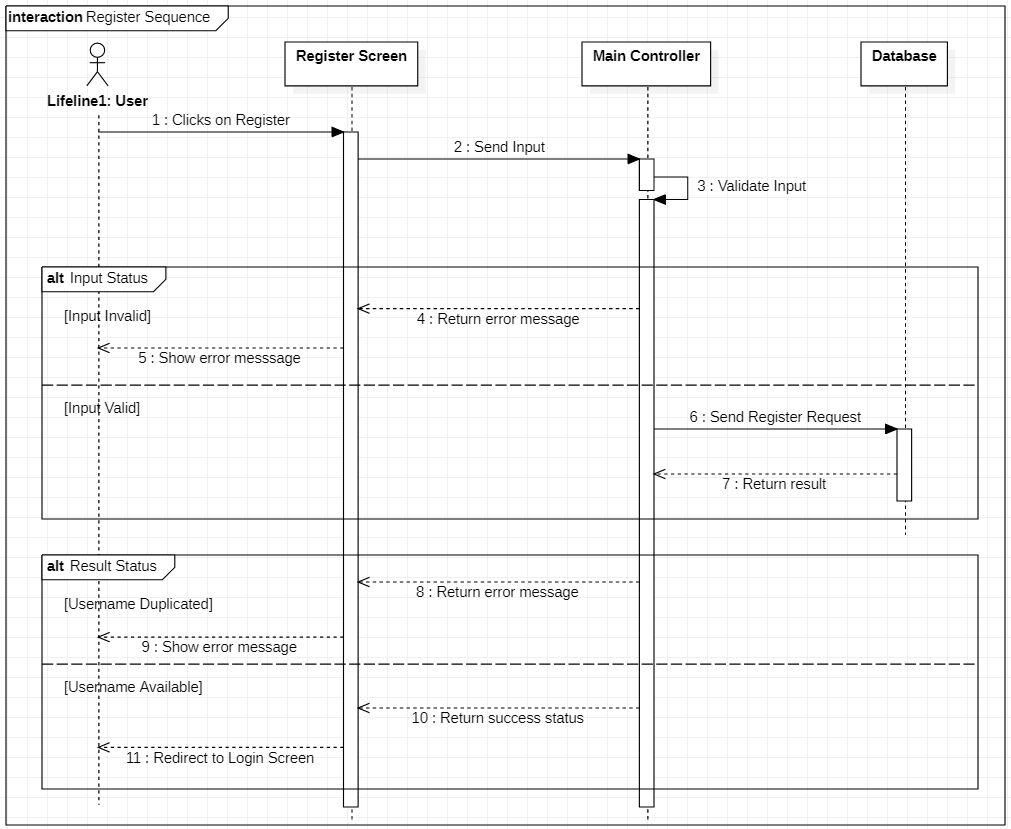 interaction Register Sequence
Register Screen
Main Controller
Database
Lifeline1: User
1 : Clicks on Register
2 : Send Input
3 : Validate Input
alt Input Status
[Input Invalid]
4 : Return error message
5 : Show error messsage
[Input Valid]
6 : Send Register Request
7 : Return result
alt Result Status
8 : Return error message
[Username Duplicated]
9 : Show error message
[Username Available]
10 : Return success status
11 : Redirect to Login Screen